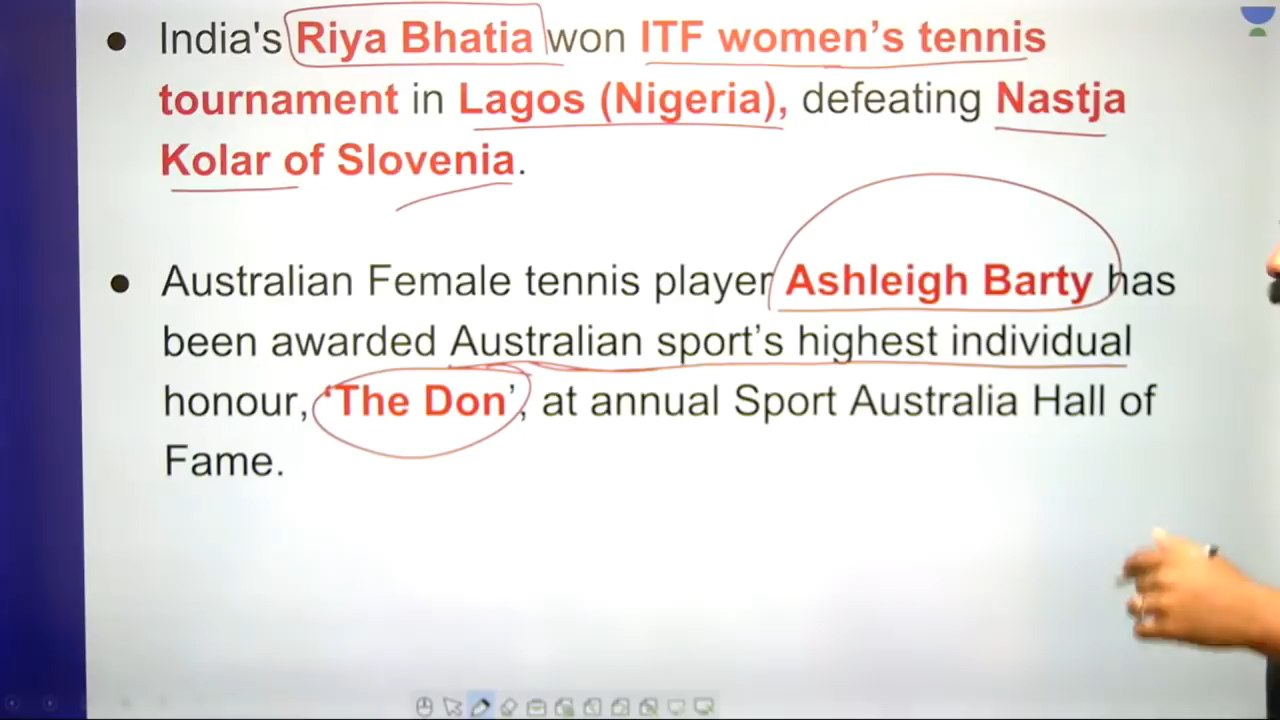 India's Riya Bhatia won ITF women’s tennis
tournament in Lagos (Nigeria), defeating Nastja
Kolar of Slovenia.
Australian Female tennis player Ashleigh Barty has
been awarded Australian sport’s highest individual
honour, ‘The Don’, at annual Sport Australia Hall of
Fame.